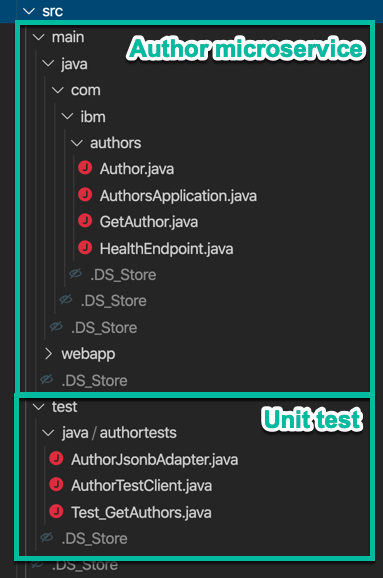 src
main
Author microservice
java
com
ibm
authors
J Author.java
J AuthorsApplication.java
J GetAuthor.java
J HealthEndpoint.java
.DS_Store
.DS_Store
.DS_Store
webapp
.DS_Store
test
Unit test
java / authortests
J AuthorJsonbAdapter.java
J AuthorTestClient.java
J Test_GetAuthors.java
.DS_Store
.DS_Store